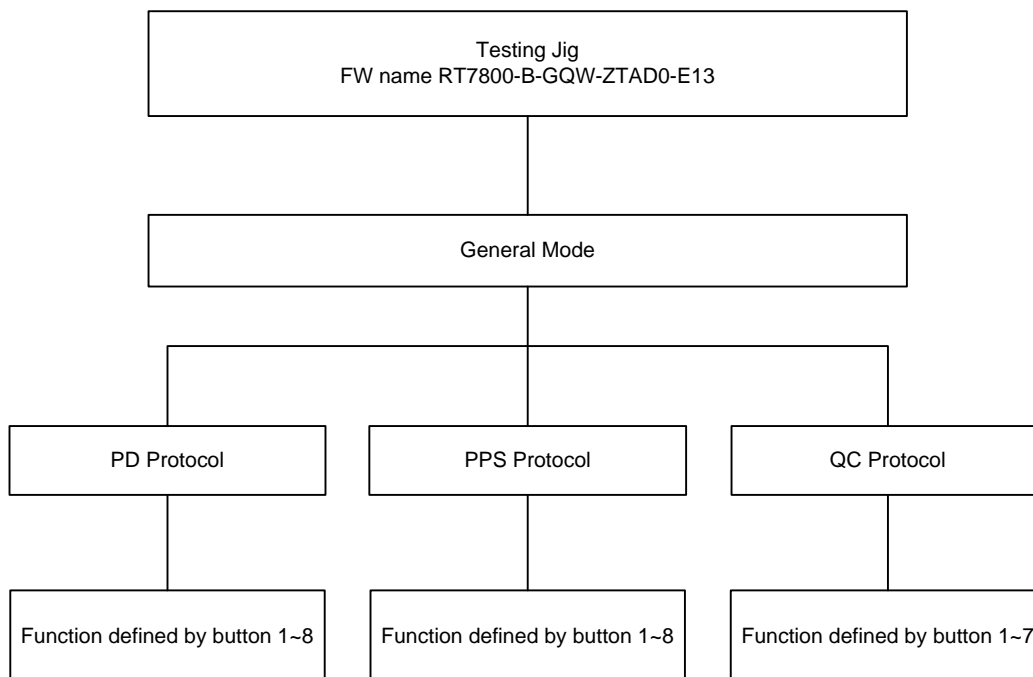 Testing Jig
FW name RT7800-B-GQW-ZTAD0-E13
General Mode
PD Protocol
PPS Protocol
QC Protocol
Function defined by button 1~8
Function defined by button 1~8
Function defined by button 1~7